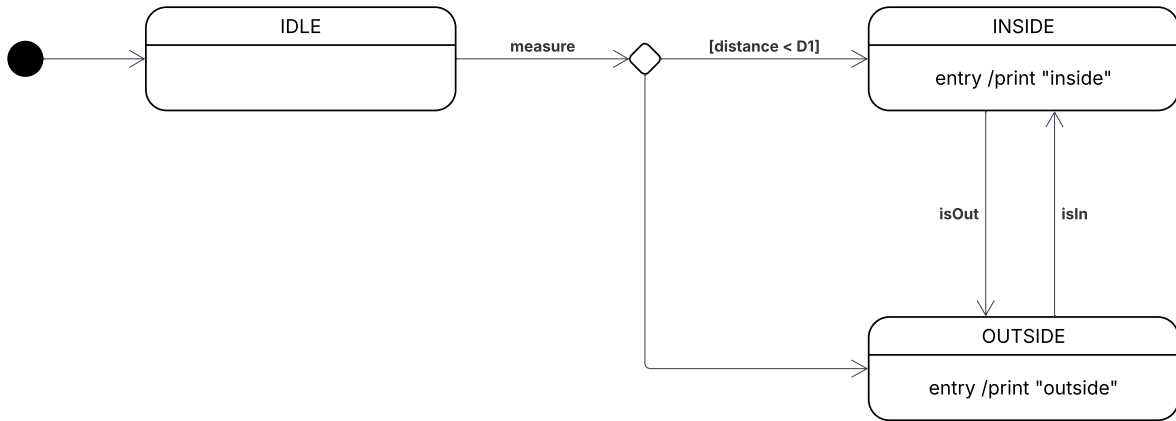 IDLE
measure
[distance < D1]
INSIDE
entry /print "inside"
isOut
isIn
OUTSIDE
entry /print "outside"